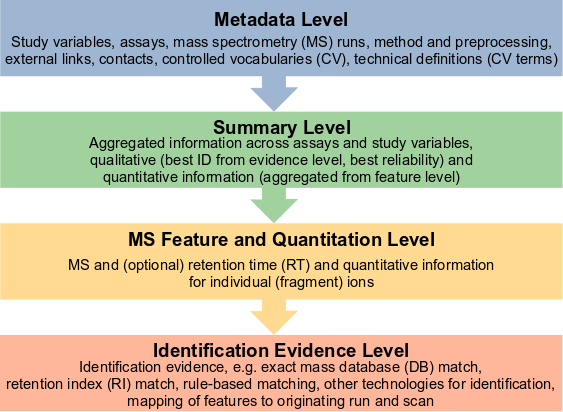 Metadata Level
Study variables, assays, mass spectrometry (MS) runs, method and preprocessing,
external links, contacts, controlled vocabularies (CV), technical definitions (CV terms)
Summary Level
Aggregated information across assays and study variables,
qualitative (best ID from evidence level, best reliability) and
quantitative information (aggregated from feature level)
MS Feature and Quantitation Level
MS and (optional) retention time (RT) and quantitative information
for individual (fragment) ions
Identification Evidence Level
Identification evidence, e.g. exact mass database (DB) match,
retention index (RI) match, rule-based matching, other technologies for identification,
mapping of features to originating run and scan